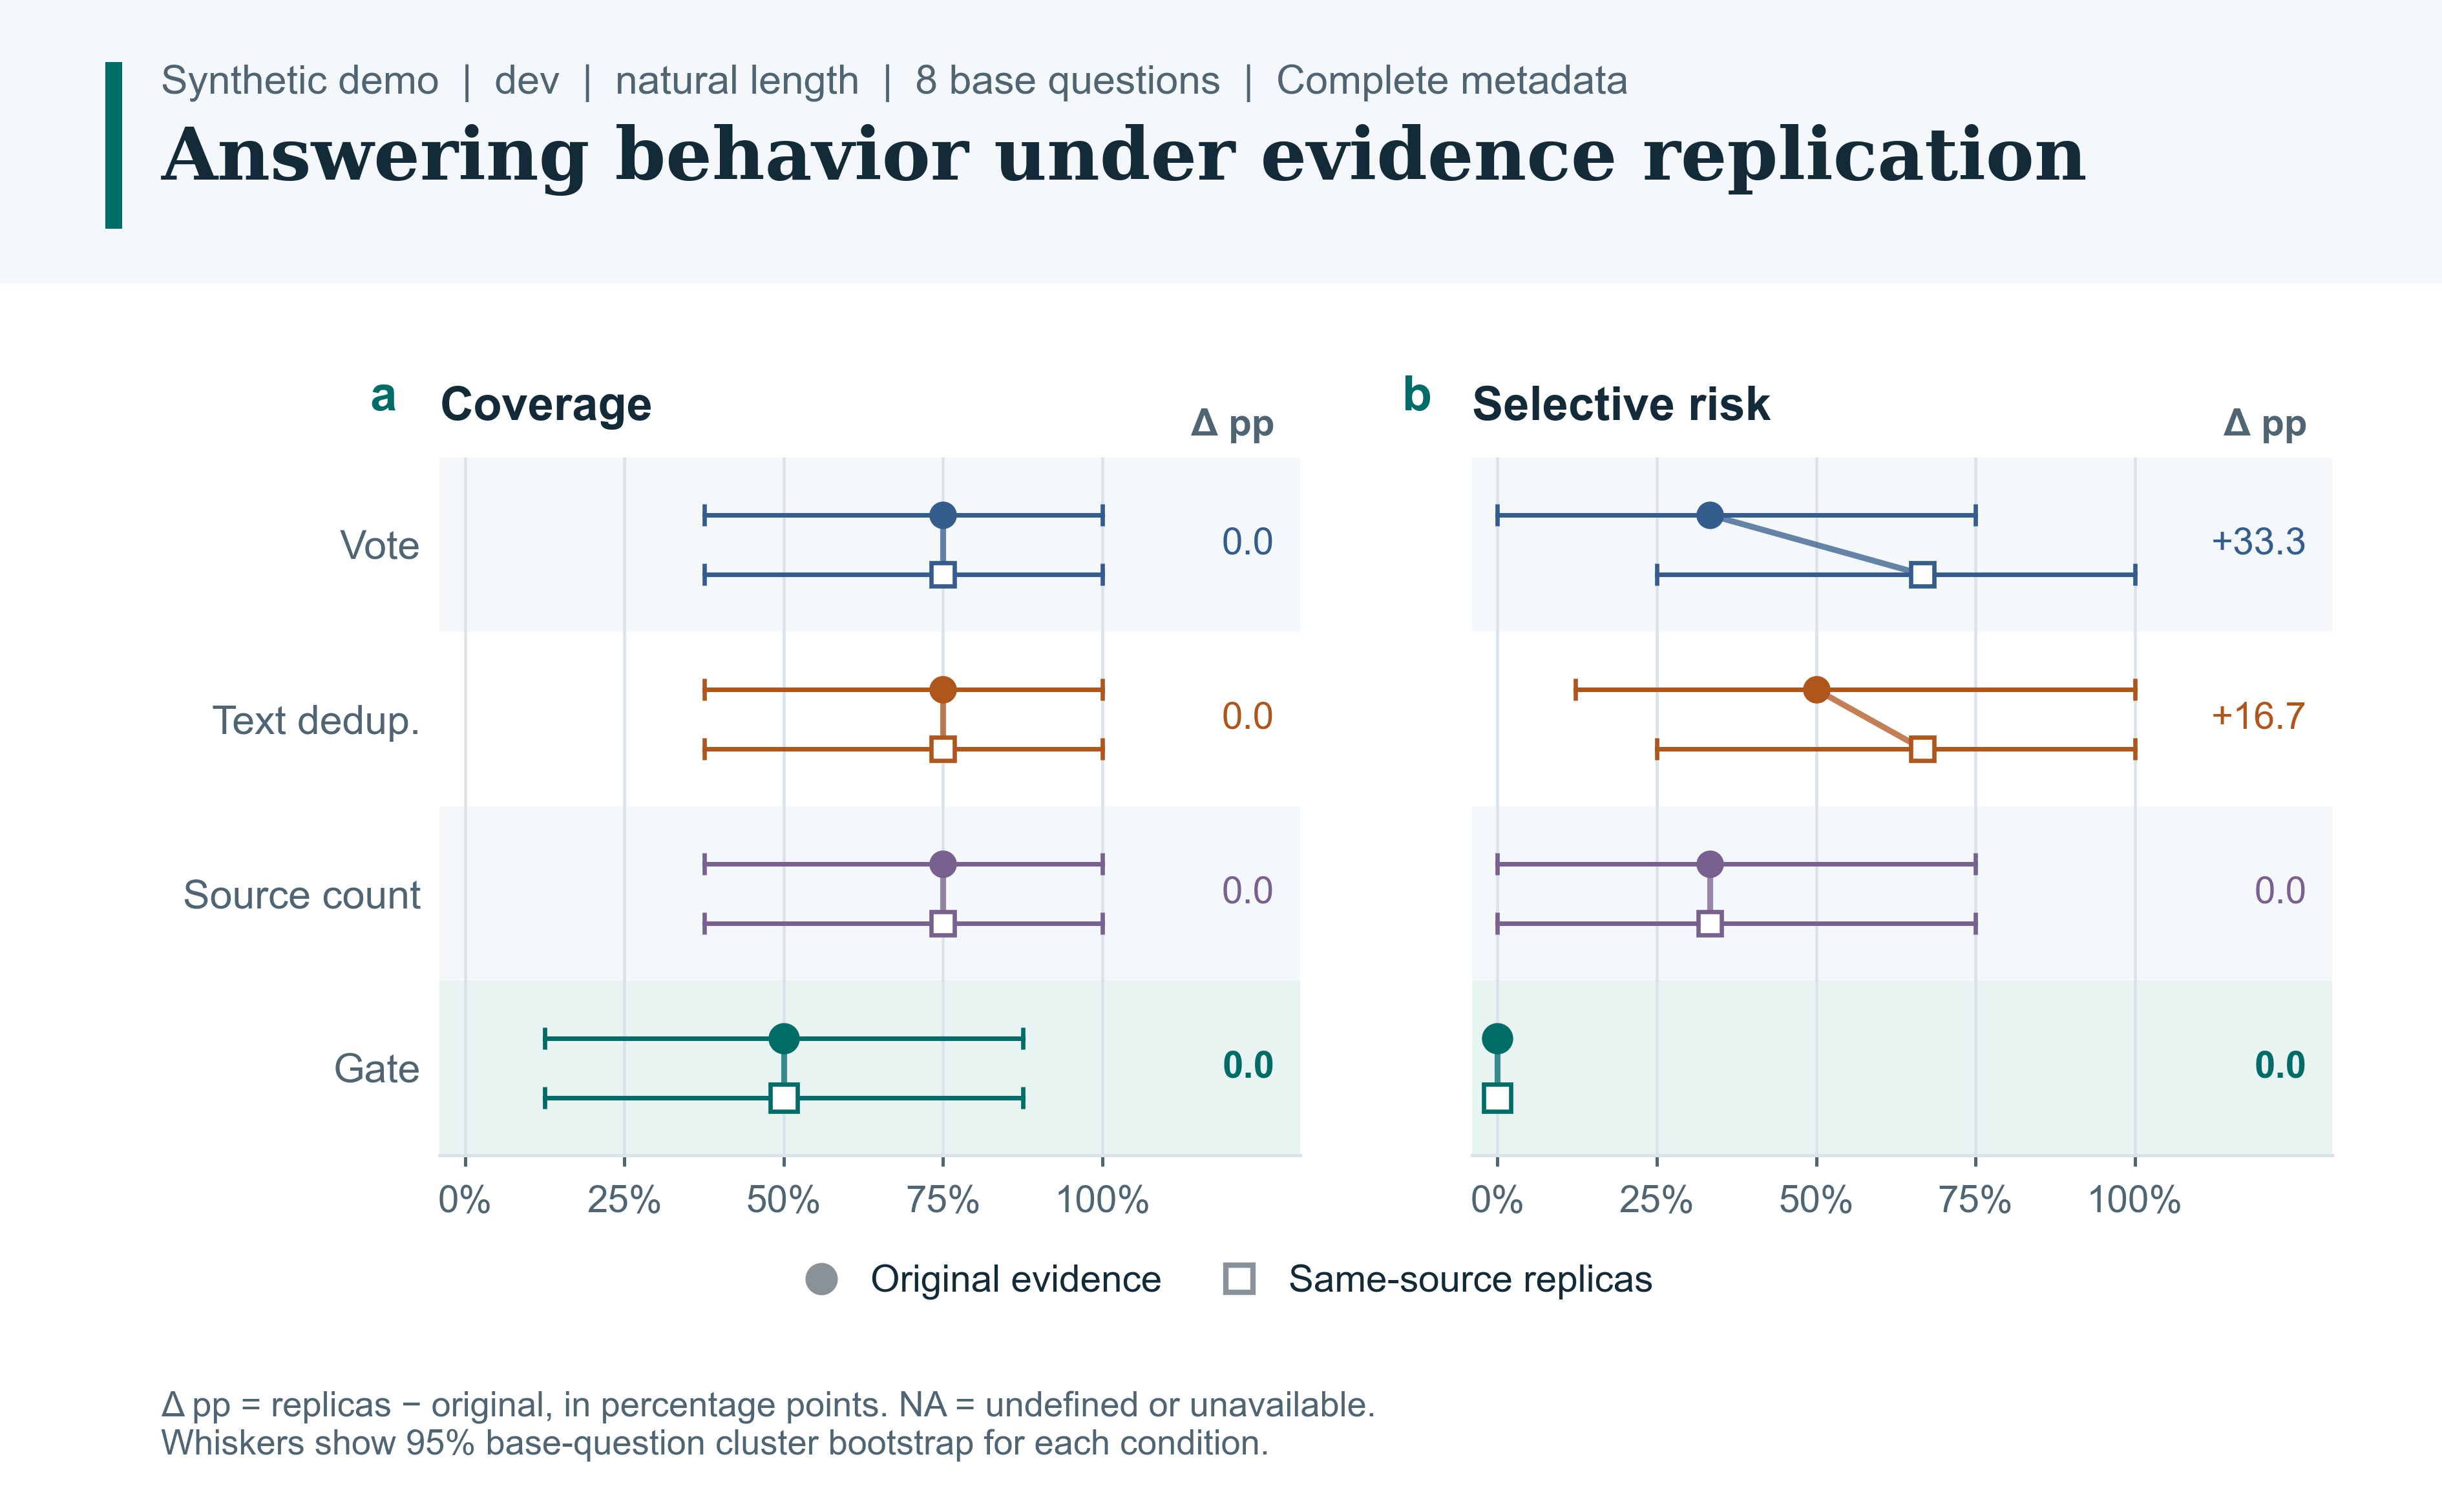 Synthetic demo | dev | natural length | 8 base questions | Complete metadata
Answering behavior under evidence replication
a Coverage
Δ pp
Vote
0.0
Text dedup.
0.0
Source count
0.0
Gate
0.0
0% 25% 50% 75% 100%
b Selective risk
Δ pp
+33.3
+16.7
0.0
0.0
0% 25% 50% 75% 100%
Original evidence
Same-source replicas
Δ pp = replicas − original, in percentage points. NA = undefined or unavailable.
Whiskers show 95% base-question cluster bootstrap for each condition.